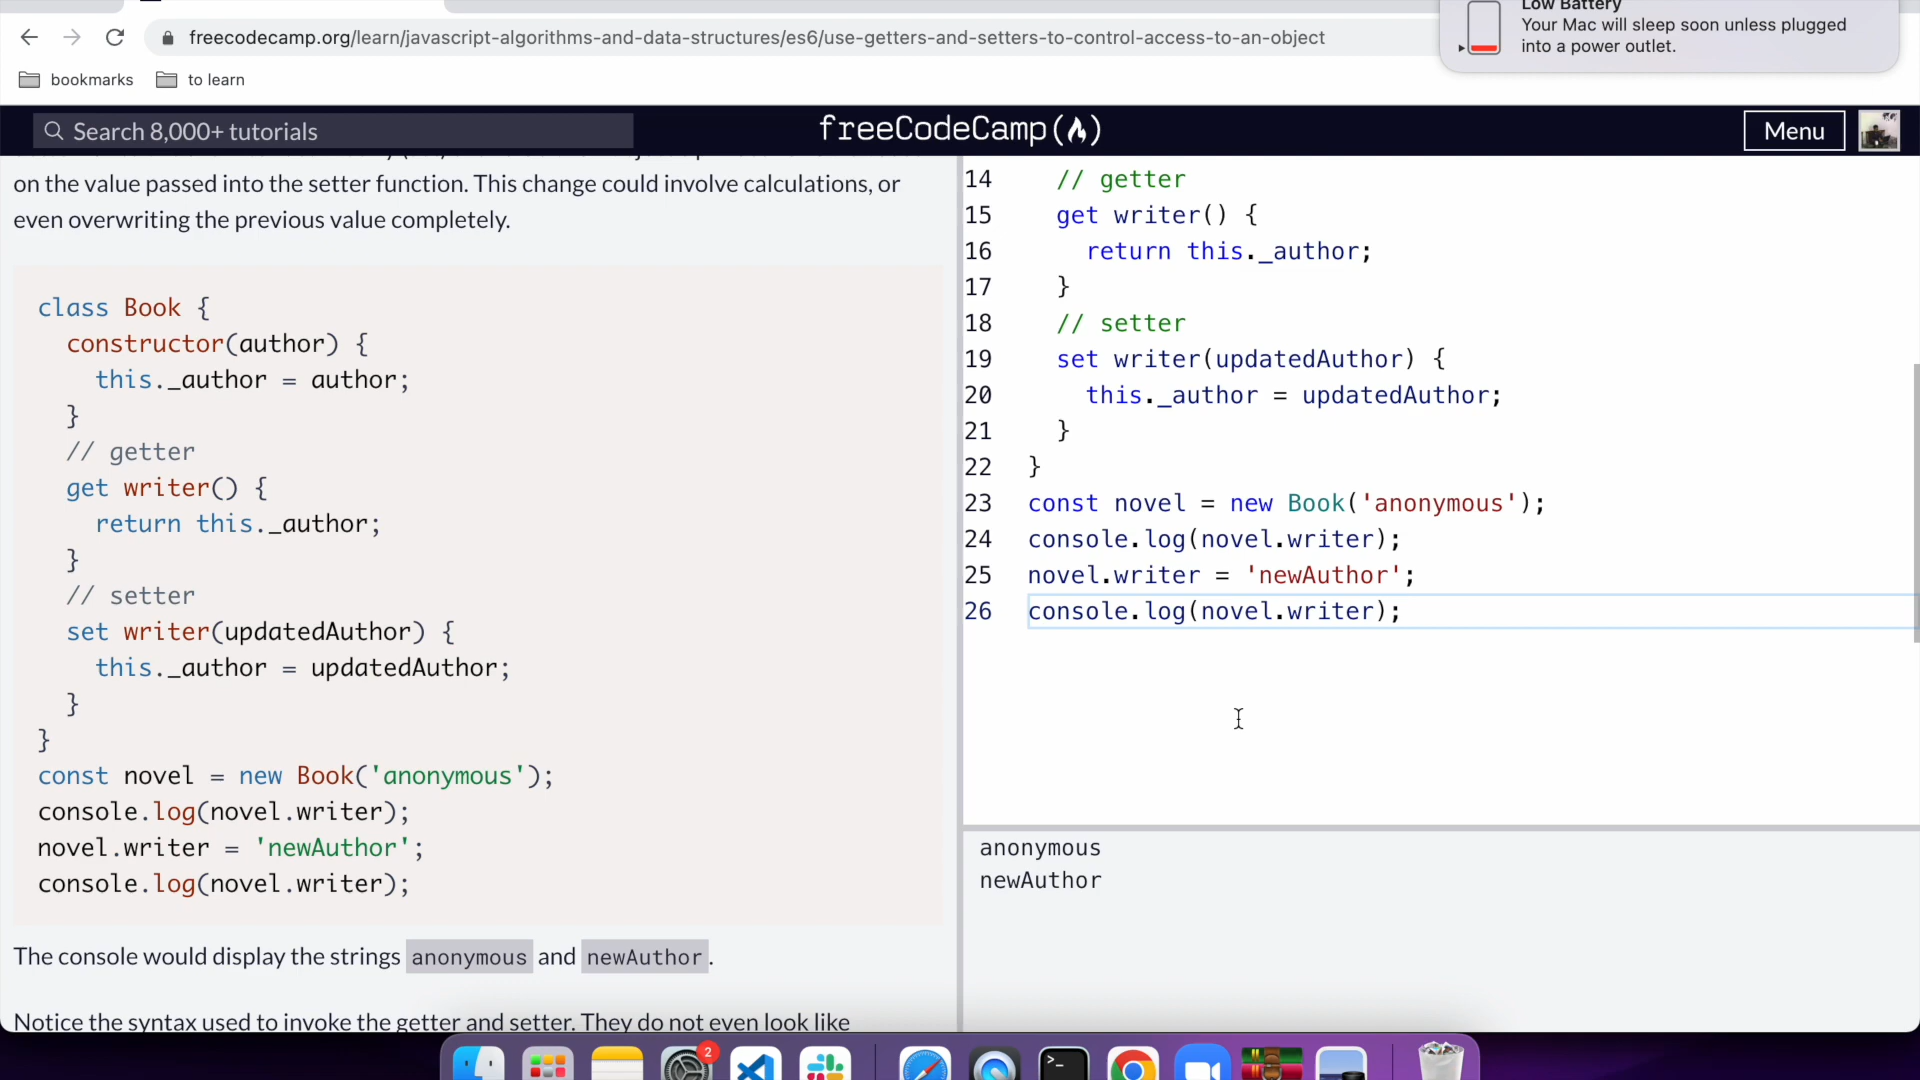 freecodecamp.org/learn/javascript-algorithms-and-data-structures/es6/use-getters-and-setters-to-control-access-to-an-object
Low Battery
Your Mac will sleep soon unless plugged
into a power outlet.
bookmarks to learn
Search 8,000+ tutorials
freeCodeCamp
Menu
on the value passed into the setter function. This change could involve calculations, or
even overwriting the previous value completely.
class Book {
constructor(author) {
this._author = author;
}
// getter
get writer() {
return this._author;
}
// setter
set writer(updatedAuthor) {
this._author = updatedAuthor;
}
}
const novel = new Book('anonymous');
console.log(novel.writer);
novel.writer = 'newAuthor';
console.log(novel.writer);
The console would display the strings anonymous and newAuthor.
Notice the syntax used to invoke the getter and setter. They do not even look like
14 // getter
15 get writer() {
16 return this._author;
17 }
18 // setter
19 set writer(updatedAuthor) {
20 this._author = updatedAuthor;
21 }
22 }
23 const novel = new Book('anonymous');
24 console.log(novel.writer);
25 novel.writer = 'newAuthor';
26 console.log(novel.writer);
anonymous
newAuthor
2